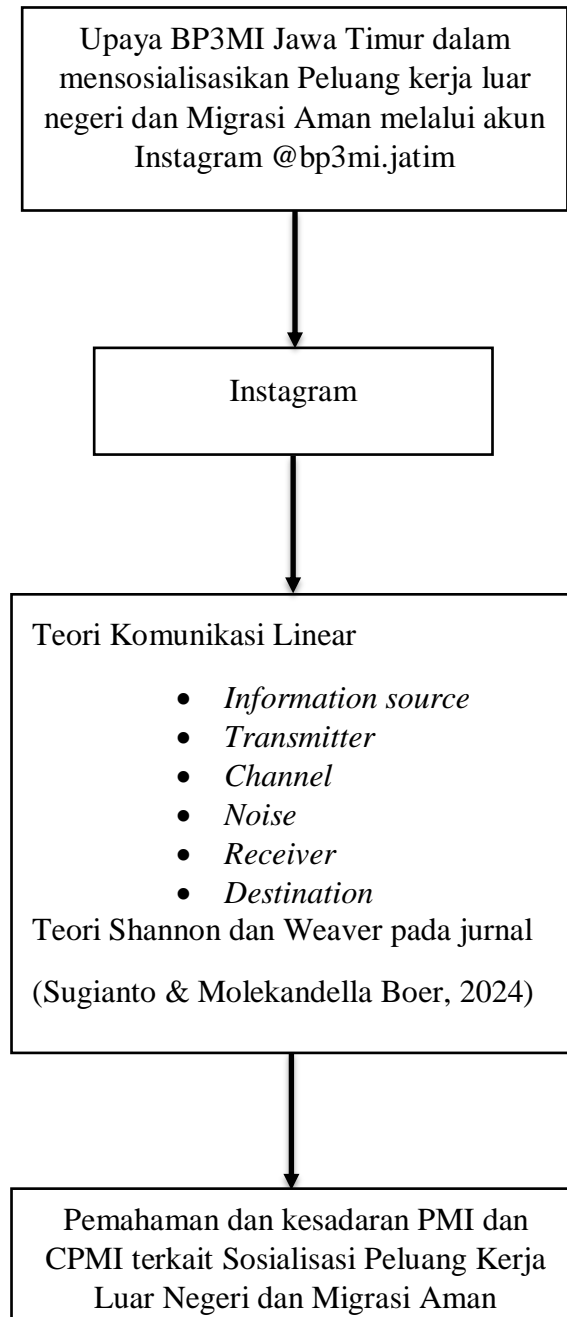 Upaya BP3MI Jawa Timur dalam
mensosialisasikan Peluang kerja luar
negeri dan Migrasi Aman melalui akun
Instagram @bp3mi.jatim
Instagram
Teori Komunikasi Linear
• Information source
• Transmitter
• Channel
• Noise
• Receiver
• Destination
Teori Shannon dan Weaver pada jurnal
(Sugianto & Molekandella Boer, 2024)
Pemahaman dan kesadaran PMI dan
CPMI terkait Sosialisasi Peluang Kerja
Luar Negeri dan Migrasi Aman